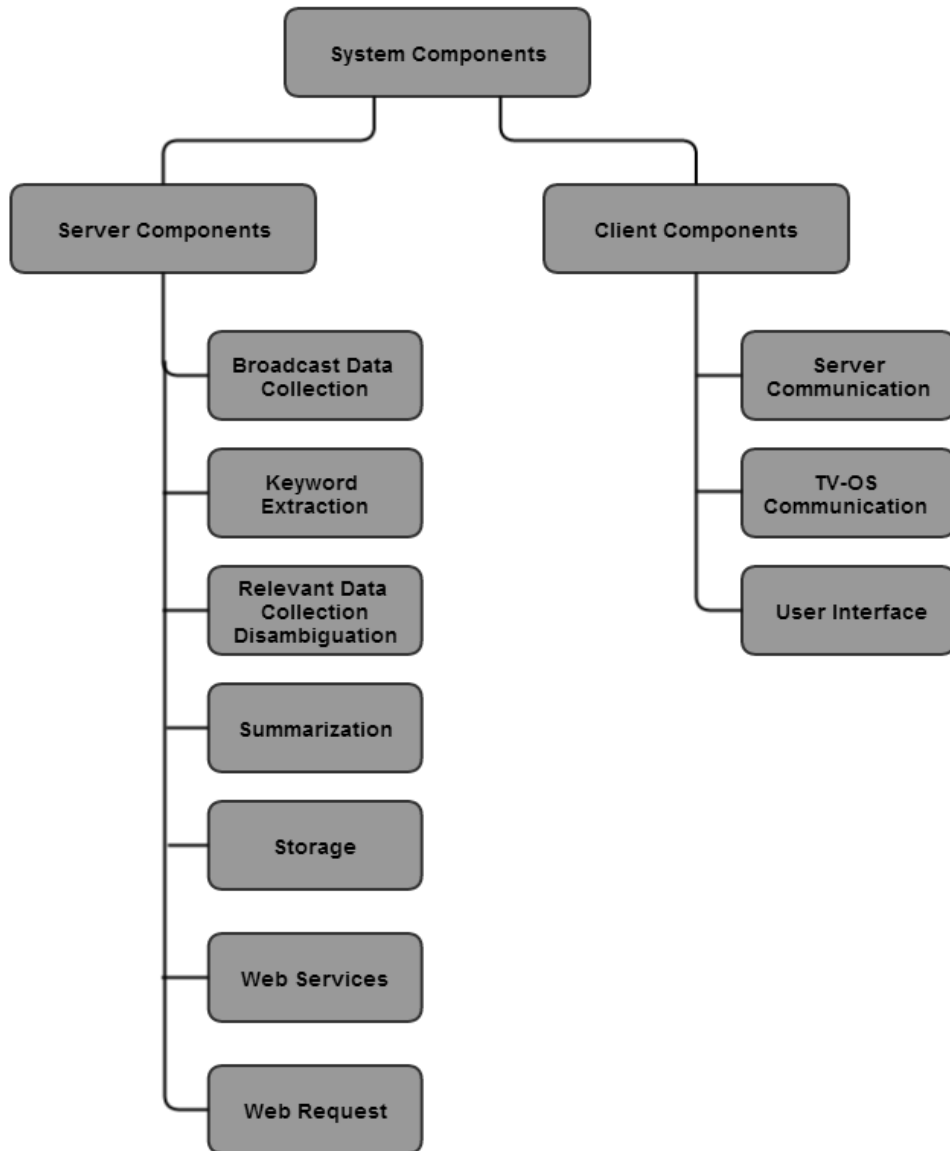 System Components
Server Components
Client Components
Broadcast Data
Collection
Keyword
Extraction
Relevant Data
Collection
Disambiguation
Summarization
Storage
Web Services
Web Request
Server
Communication
TV-OS
Communication
User Interface